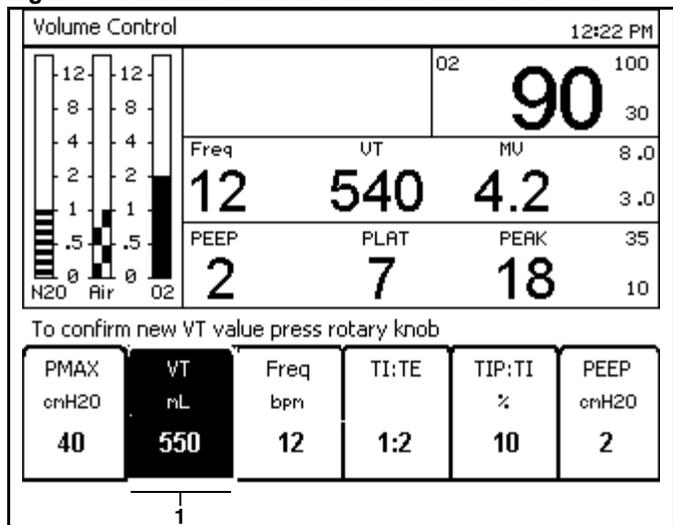 Volume Control
12:22 PM
12 12
8 8
4 4
2 2
1 1
.5 .5
0 0
N2O Air O2
O2 90 100
30
Freq VT MV 8.0
12 540 4.2 3.0
PEEP PLAT PEAK 35
2 7 18 10
To confirm new VT value press rotary knob
PMAX VT Freq TI:TE TIP:TI PEEP
cmH2O mL bpm % cmH2O
40 550 12 1:2 10 2
1